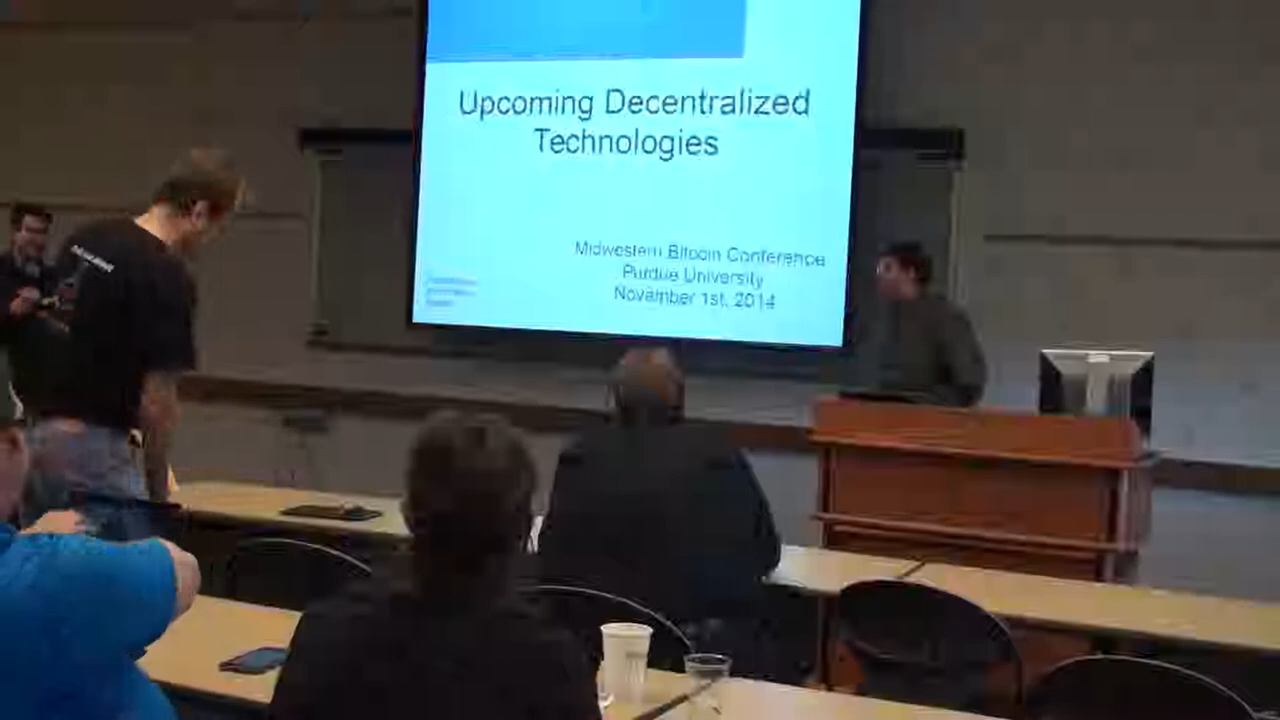 Upcoming Decentralized
Technologies
Midwestern Bitcoin Conference
Purdue University
November 1st, 2014